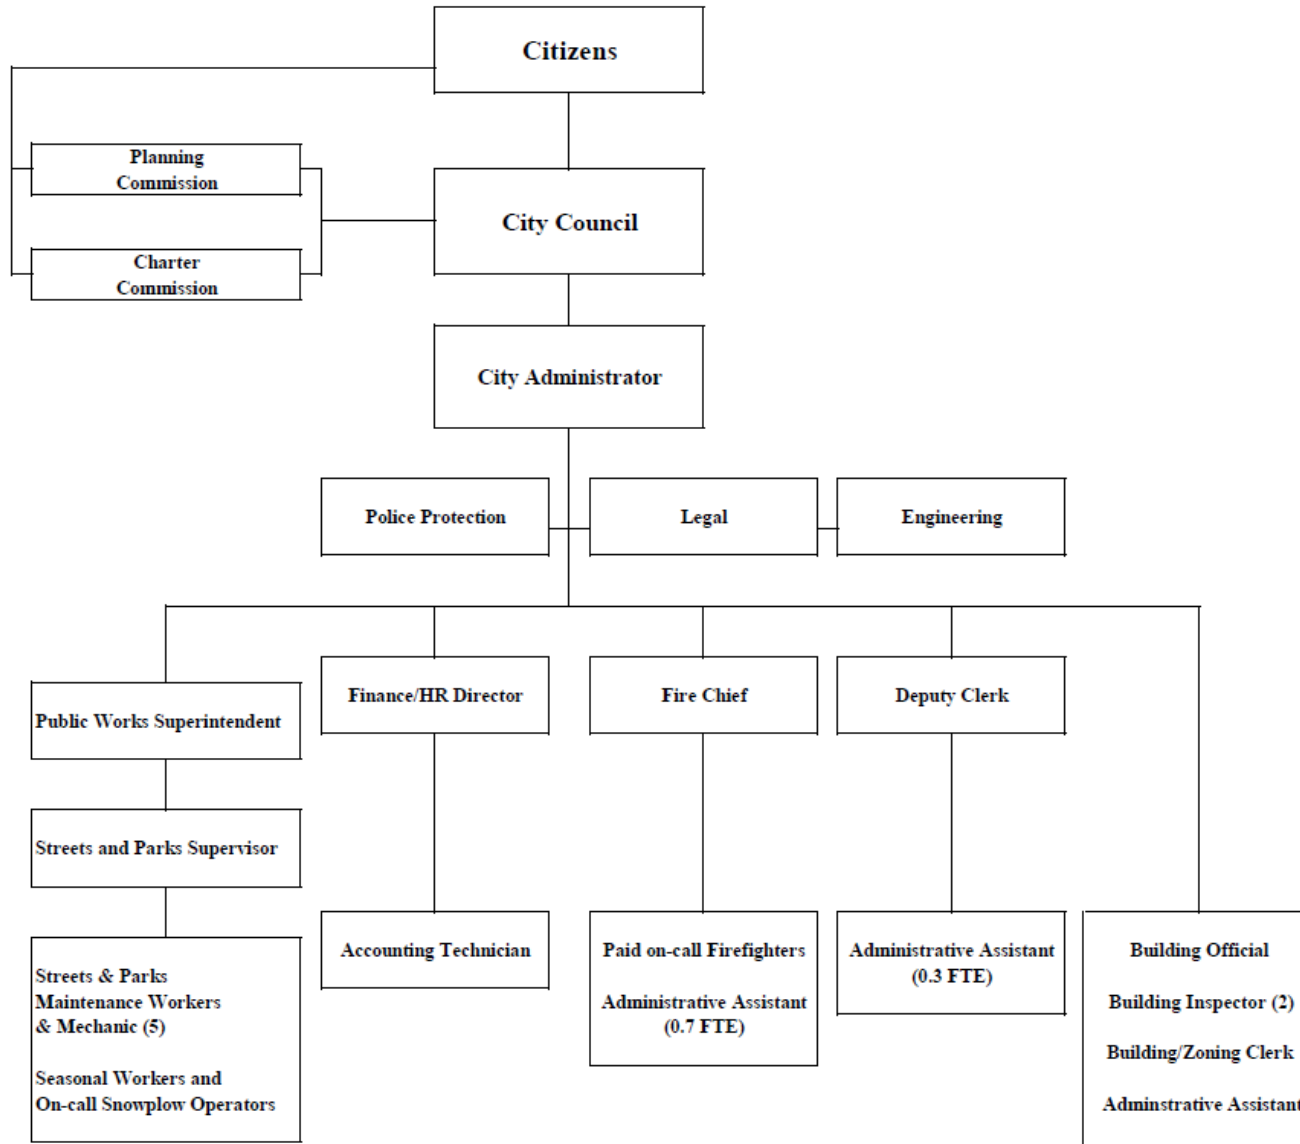 Citizens
Planning
Commission
City Council
Charter
Commission
City Administrator
Police Protection
Legal
Engineering
Public Works Superintendent
Finance/HR Director
Fire Chief
Deputy Clerk
Streets and Parks Supervisor
Streets & Parks
Maintenance Workers
& Mechanic (5)
Seasonal Workers and
On-call Snowplow Operators
Accounting Technician
Paid on-call Firefighters
Administrative Assistant
(0.7 FTE)
Administrative Assistant
(0.3 FTE)
Building Official
Building Inspector (2)
Building/Zoning Clerk
Adminstrative Assistant